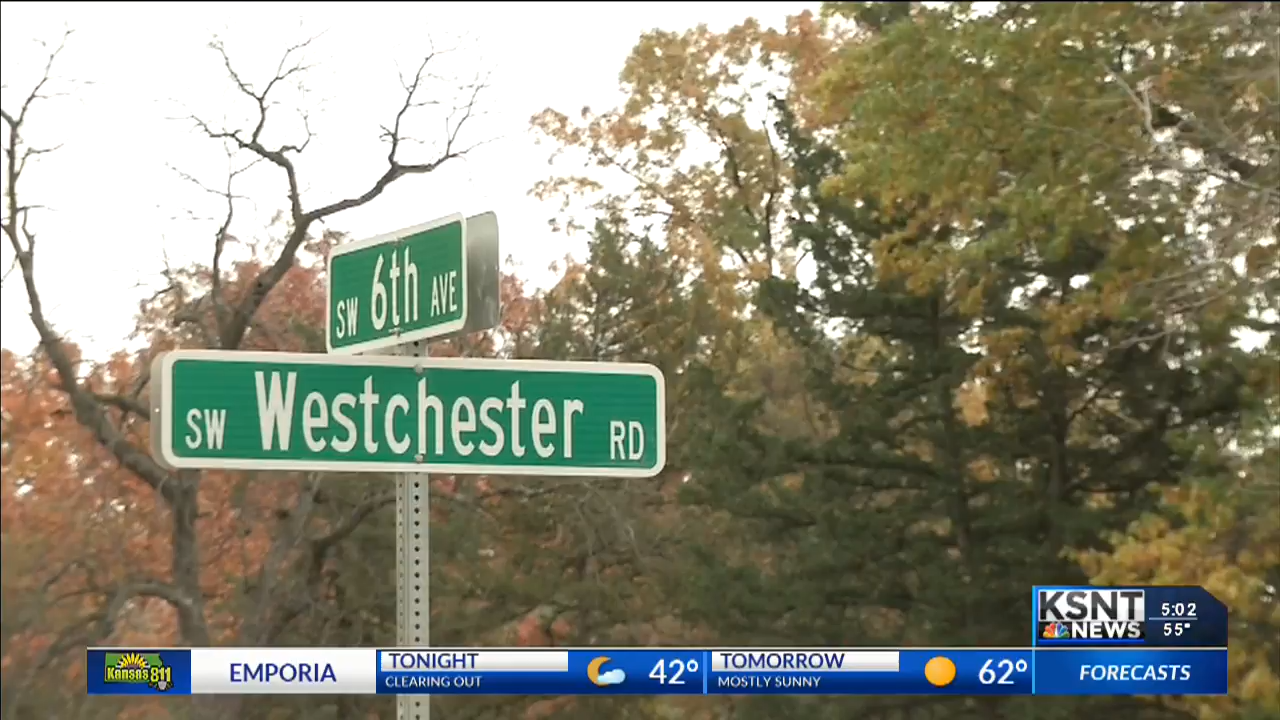 SW 6th AVE
SW Westchester RD
KSNT NEWS
5:02
55°
Kansas 811
EMPORIA
TONIGHT
CLEARING OUT
42°
TOMORROW
MOSTLY SUNNY
62°
FORECASTS